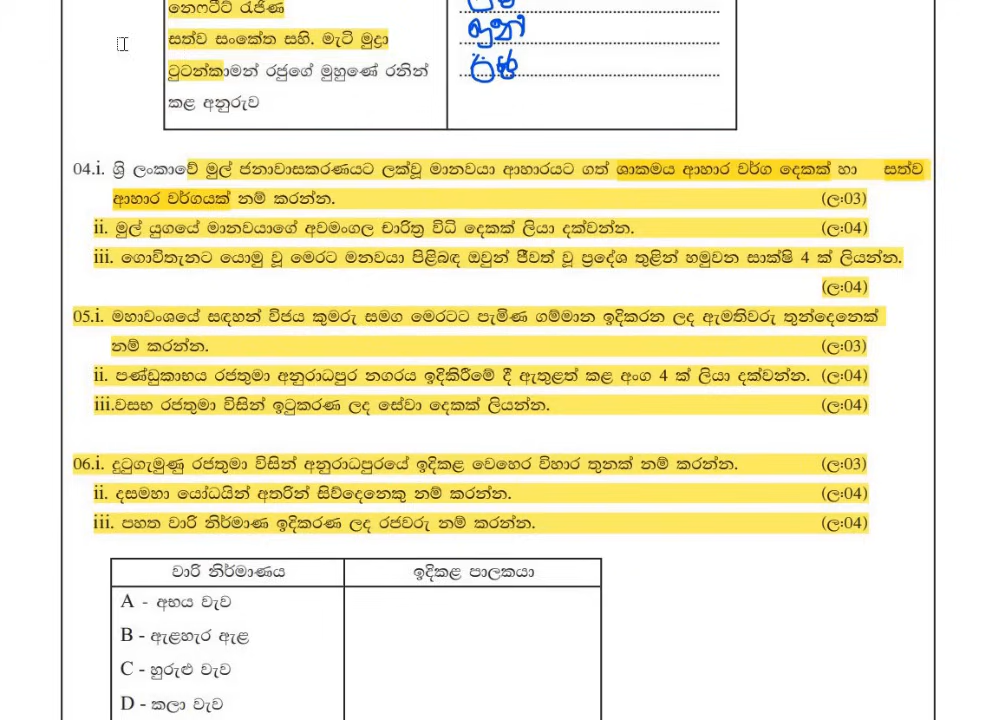 නෙෆටීටි රැජිණ
සත්ව සංකේත සහි. මැටි මුද්‍රා
ටුටන්කාමන් රජුගේ මුහුණේ රනින්
කළ අනුරුව
04.i. ශ්‍රි ලංකාවේ මුල් ජනාවාසකරණයට ලක්වූ මානවයා ආහාරයට ගත් ශාකමය ආහාර වර්ග දෙකක් හා සත්ව
ආහාර වර්ගයක් නම් කරන්න. (ල:03)
ii. මුල් යුගයේ මානවයාගේ අවමංගල චාරිත්‍ර විධි දෙකක් ලියා දක්වන්න. (ල:04)
iii. ගොවිතැනට යොමු වූ මෙරට මනවයා පිළිබඳ ඔවුන් ජීවත් වූ ප්‍රදේශ තුළින් හමුවන සාක්ෂි 4 ක් ලියන්න.
(ල:04)
05.i. මහාවංශයේ සඳහන් විජය කුමරු සමග මෙරටට පැමිණ ගම්මාන ඉදිකරන ලද ඇමතිවරු තුන්දෙනෙක්
නම් කරන්න. (ල:03)
ii. පණ්ඩුකාභය රජතුමා අනුරාධපුර නගරය ඉදිකිරීමේ දී ඇතුළත් කළ අංග 4 ක් ලියා දක්වන්න. (ල:04)
iii.වසභ රජතුමා විසින් ඉටුකරණ ලද සේවා දෙකක් ලියන්න. (ල:04)
06.i. දුටුගැමුණු රජතුමා විසින් අනුරාධපුරයේ ඉදිකළ වෙහෙර විහාර තුනක් නම් කරන්න. (ල:03)
ii. දසමහා යෝධයින් අතරින් සිව්දෙනෙකු නම් කරන්න. (ල:04)
iii. පහත වාරි නිර්මාණ ඉදිකරණ ලද රජවරු නම් කරන්න. (ල:04)
වාරි නිර්මාණය ඉදිකළ පාලකයා
A - අභය වැව
B - ඇළහැර ඇළ
C - හුරුළු වැව
D - කලා වැව